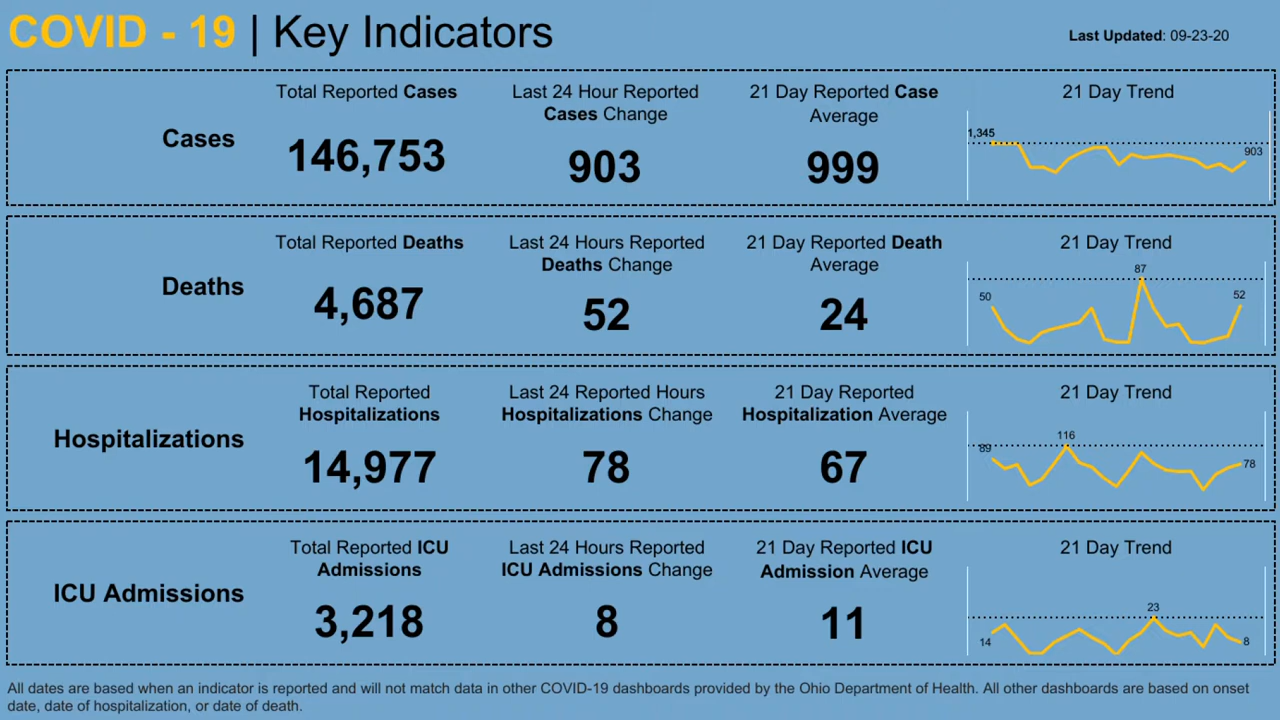 COVID - 19 | Key Indicators
Last Updated: 09-23-20
Cases
Total Reported Cases
146,753
Last 24 Hour Reported
Cases Change
903
21 Day Reported Case
Average
999
21 Day Trend
1,345
903
Deaths
Total Reported Deaths
4,687
Last 24 Hours Reported
Deaths Change
52
21 Day Reported Death
Average
24
21 Day Trend
50
87
52
Hospitalizations
Total Reported
Hospitalizations
14,977
Last 24 Reported Hours
Hospitalizations Change
78
21 Day Reported
Hospitalization Average
67
21 Day Trend
89
116
78
ICU Admissions
Total Reported ICU
Admissions
3,218
Last 24 Hours Reported
ICU Admissions Change
8
21 Day Reported ICU
Admission Average
11
21 Day Trend
14
23
8
All dates are based when an indicator is reported and will not match data in other COVID-19 dashboards provided by the Ohio Department of Health. All other dashboards are based on onset
date, date of hospitalization, or date of death.